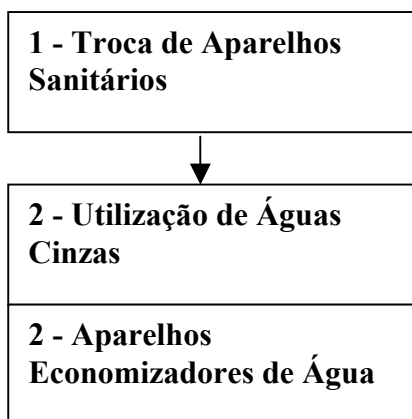 1 - Troca de Aparelhos
Sanitários
2 - Utilização de Águas
Cinzas
2 - Aparelhos
Economizadores de Água